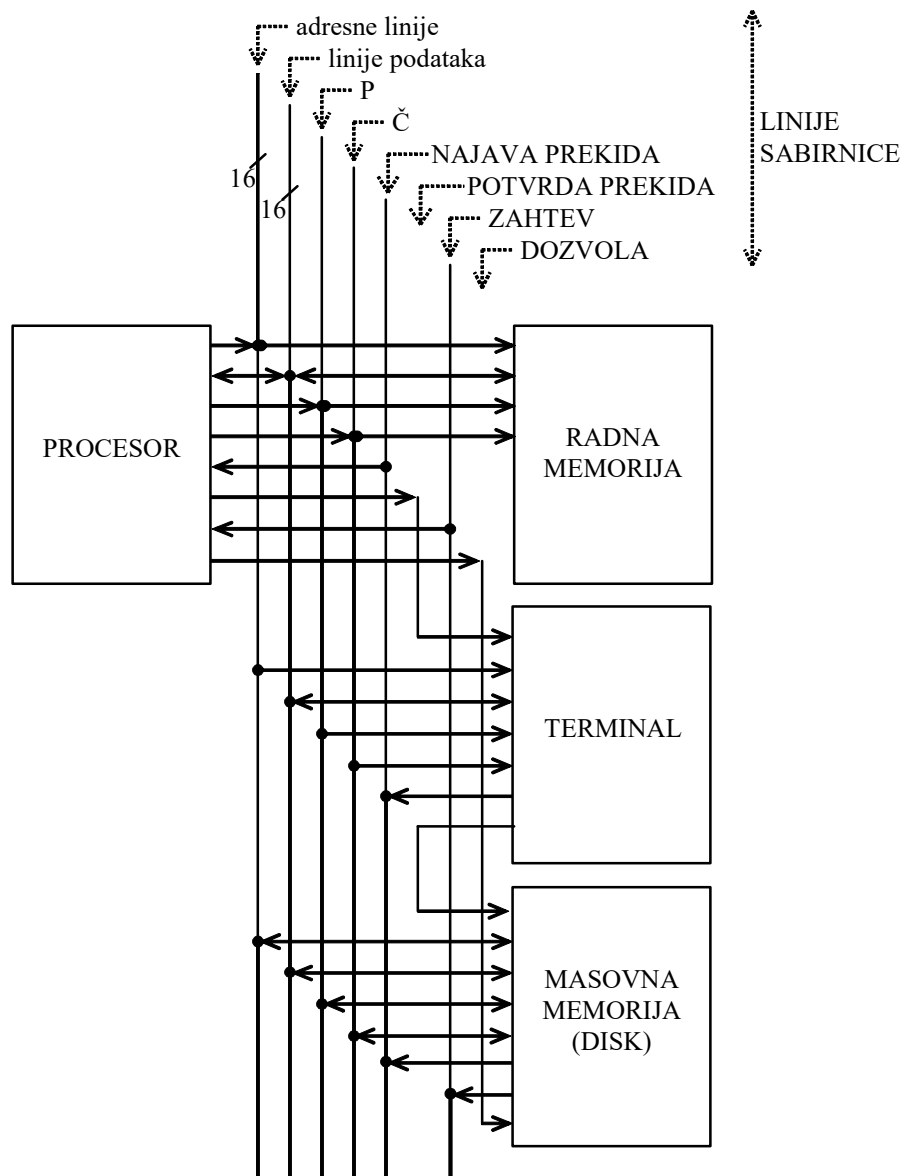 adresne linije
linije podataka
P
Č
LINIJE
SABIRNICE
NAJAVA PREKIDA
16
POTVRDA PREKIDA
16
ZAHTEV
DOZVOLA
PROCESOR
RADNA
MEMORIJA
TERMINAL
MASOVNA
MEMORIJA
(DISK)